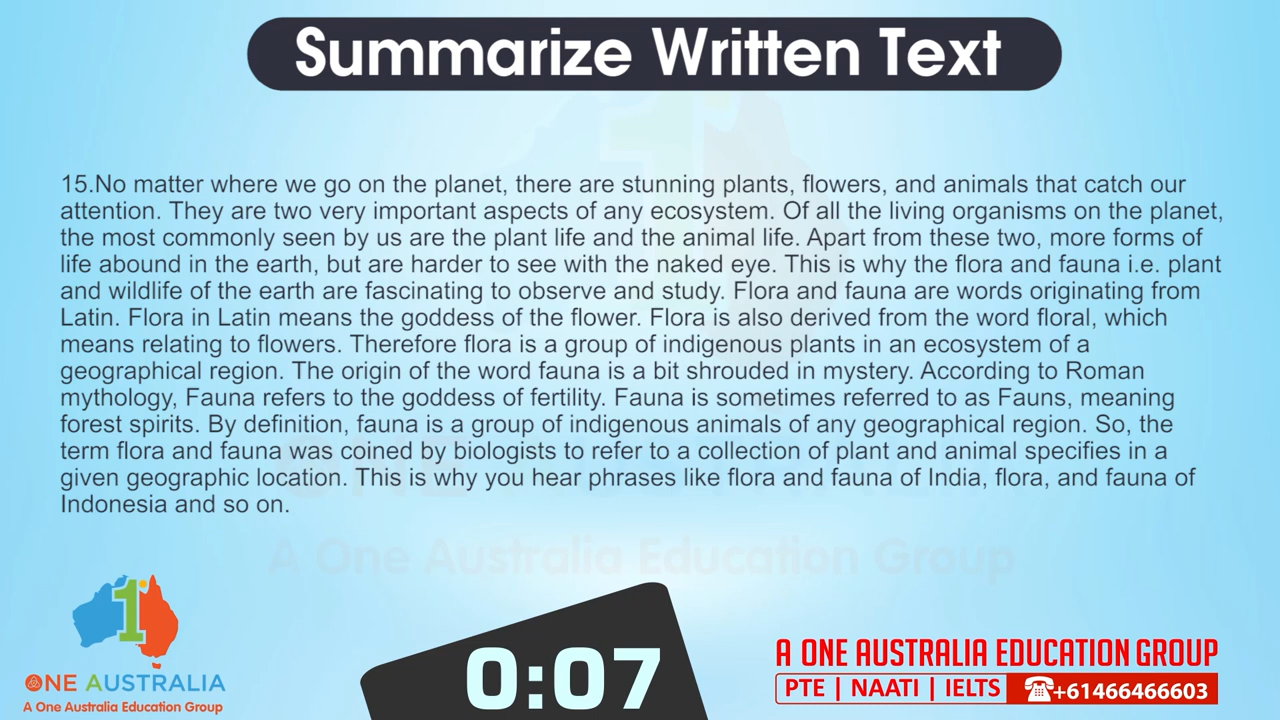 Summarize Written Text
15.No matter where we go on the planet, there are stunning plants, flowers, and animals that catch our
attention. They are two very important aspects of any ecosystem. Of all the living organisms on the planet,
the most commonly seen by us are the plant life and the animal life. Apart from these two, more forms of
life abound in the earth, but are harder to see with the naked eye. This is why the flora and fauna i.e. plant
and wildlife of the earth are fascinating to observe and study. Flora and fauna are words originating from
Latin. Flora in Latin means the goddess of the flower. Flora is also derived from the word floral, which
means relating to flowers. Therefore flora is a group of indigenous plants in an ecosystem of a
geographical region. The origin of the word fauna is a bit shrouded in mystery. According to Roman
mythology, Fauna refers to the goddess of fertility. Fauna is sometimes referred to as Fauns, meaning
forest spirits. By definition, fauna is a group of indigenous animals of any geographical region. So, the
term flora and fauna was coined by biologists to refer to a collection of plant and animal specifies in a
given geographic location. This is why you hear phrases like flora and fauna of India, flora, and fauna of
Indonesia and so on.
A One Australia Education Group
1
ONE AUSTRALIA
A One Australia Education Group
0:07
A ONE AUSTRALIA EDUCATION GROUP
PTE | NAATI | IELTS +61466466603